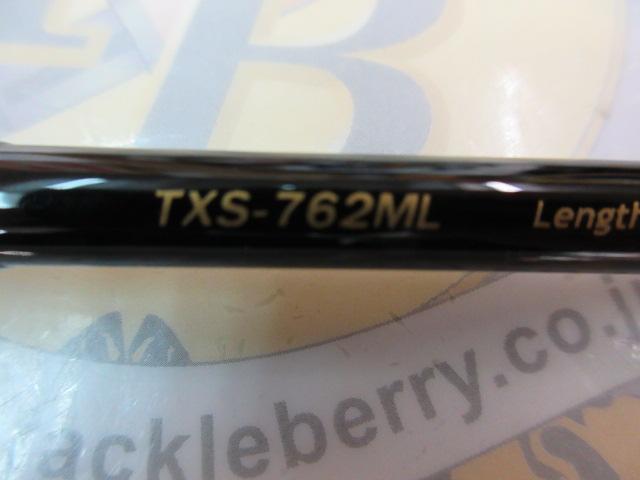 B
TXS-762ML Length
ackleberry.co.j